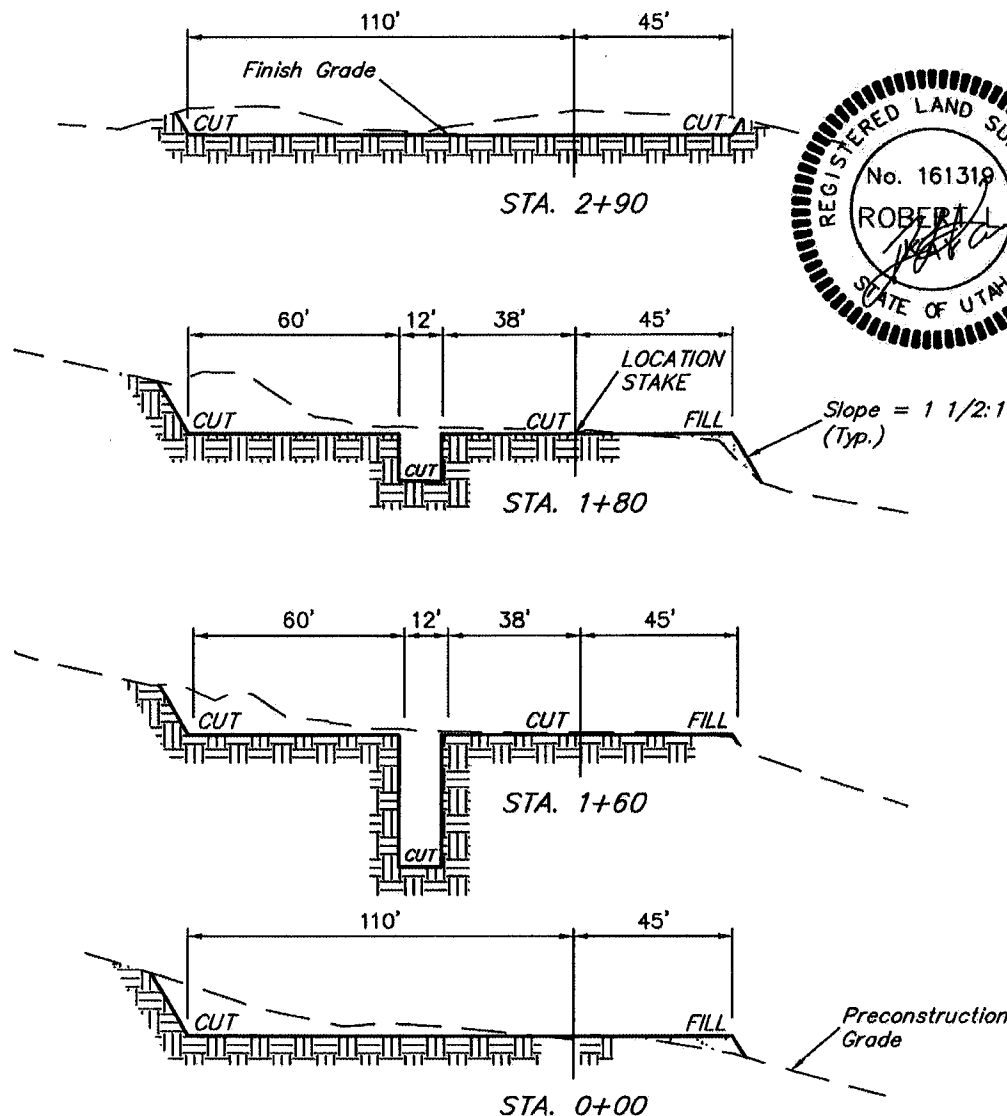 110' 45'
Finish Grade
CUT CUT
STA. 2+90
REGISTERED LAND
No. 161319
ROBERT L.
KAY
STATE OF UTAH
60' 12' 38' 45'
LOCATION
STAKE
CUT CUT FILL
Slope = 1 1/2:1
(Typ.)
CUT
STA. 1+80
60' 12' 38' 45'
CUT CUT FILL
STA. 1+60
CUT
110' 45'
CUT FILL
Preconstruction
Grade
STA. 0+00